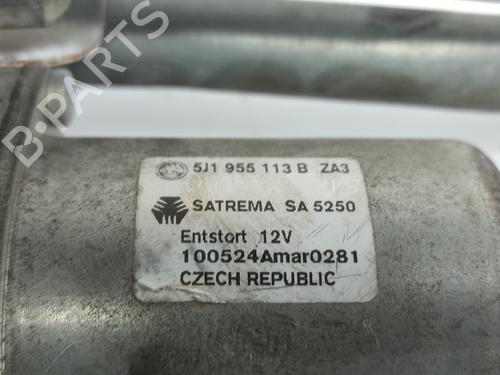 5J1 955 113 B ZA3
SATREMA SA 5250
Entstort 12V
100524Amar0281
CZECH REPUBLIC
B-PARTS